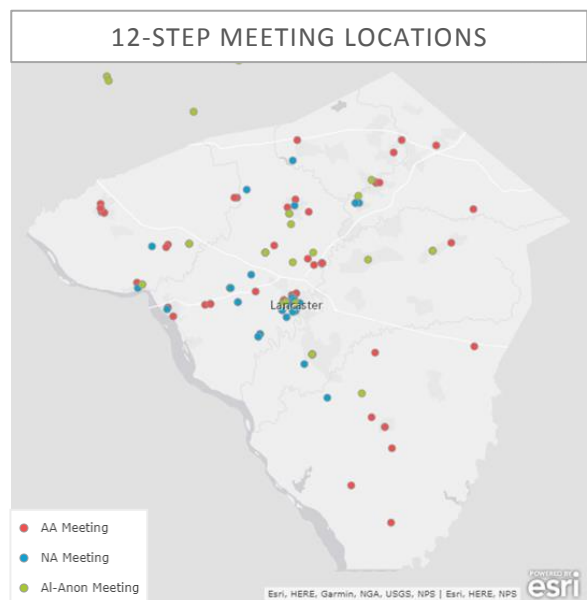 12-STEP MEETING LOCATIONS
Lancaster
AA Meeting
NA Meeting
Al-Anon Meeting
Esri, HERE, Garmin, NGA, USGS, NPS | Esri, HERE, NPS
POWERED BY
esri